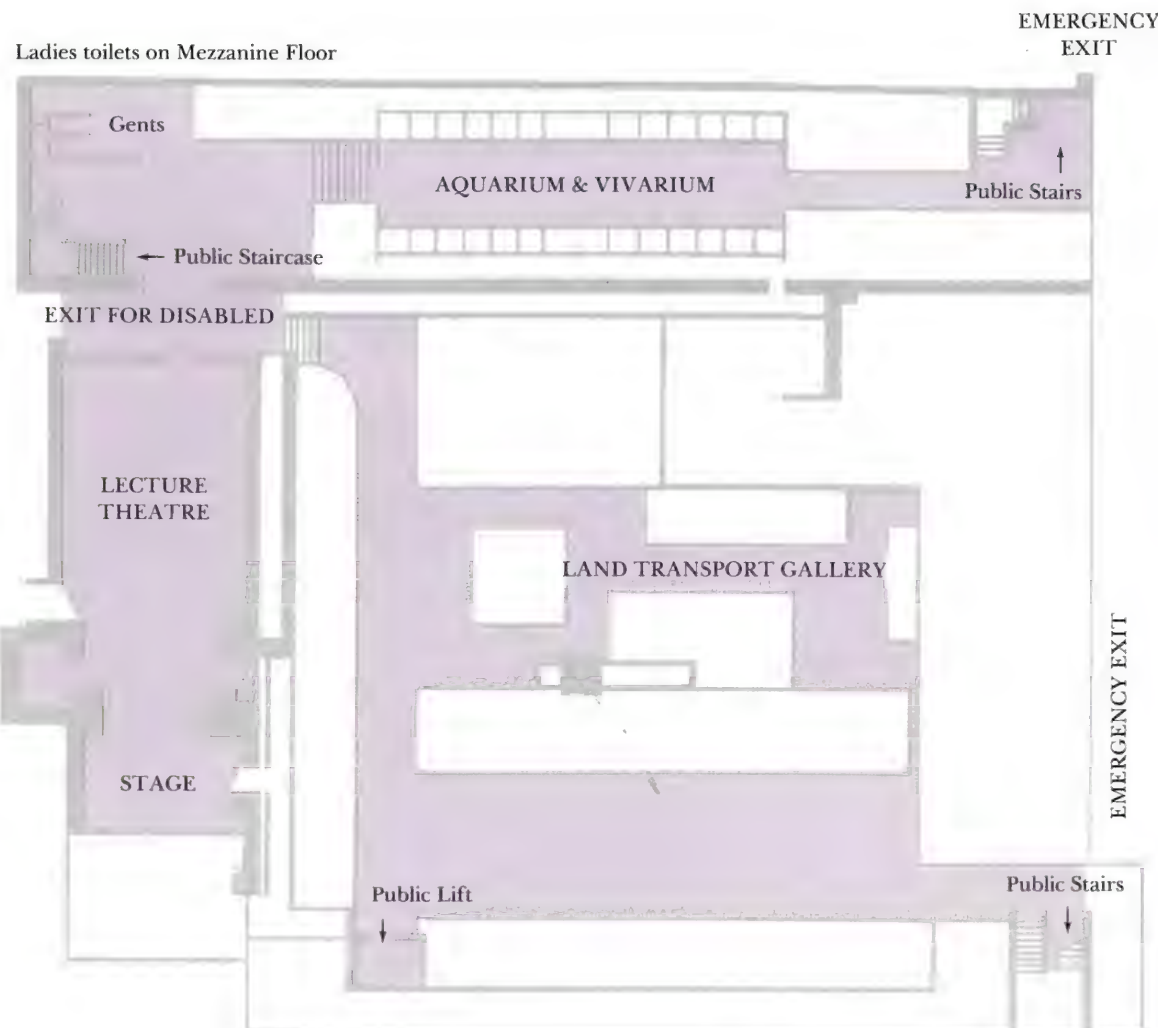 EMERGENCY
EXIT
Ladies toilets on Mezzanine Floor
Gents
AQUARIUM & VIVARIUM
Public Stairs
Public Staircase
EXIT FOR DISABLED
LECTURE
THEATRE
LAND TRANSPORT GALLERY
EMERGENCY EXIT
STAGE
Public Lift
Public Stairs